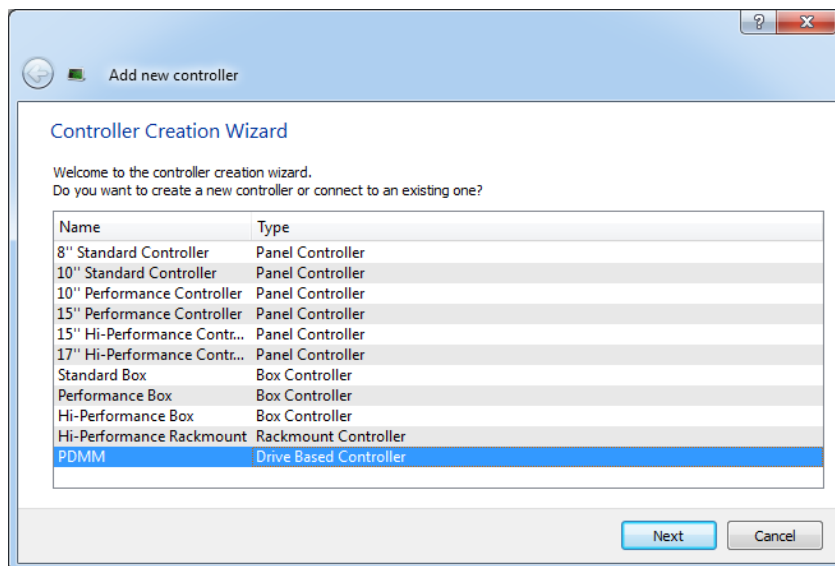 Add new controller
Controller Creation Wizard
Welcome to the controller creation wizard.
Do you want to create a new controller or connect to an existing one?
Name Type
8" Standard Controller Panel Controller
10" Standard Controller Panel Controller
10" Performance Controller Panel Controller
15" Performance Controller Panel Controller
15" Hi-Performance Contr... Panel Controller
17" Hi-Performance Contr... Panel Controller
Standard Box Box Controller
Performance Box Box Controller
Hi-Performance Box Box Controller
Hi-Performance Rackmount Rackmount Controller
PDMM Drive Based Controller
Next Cancel